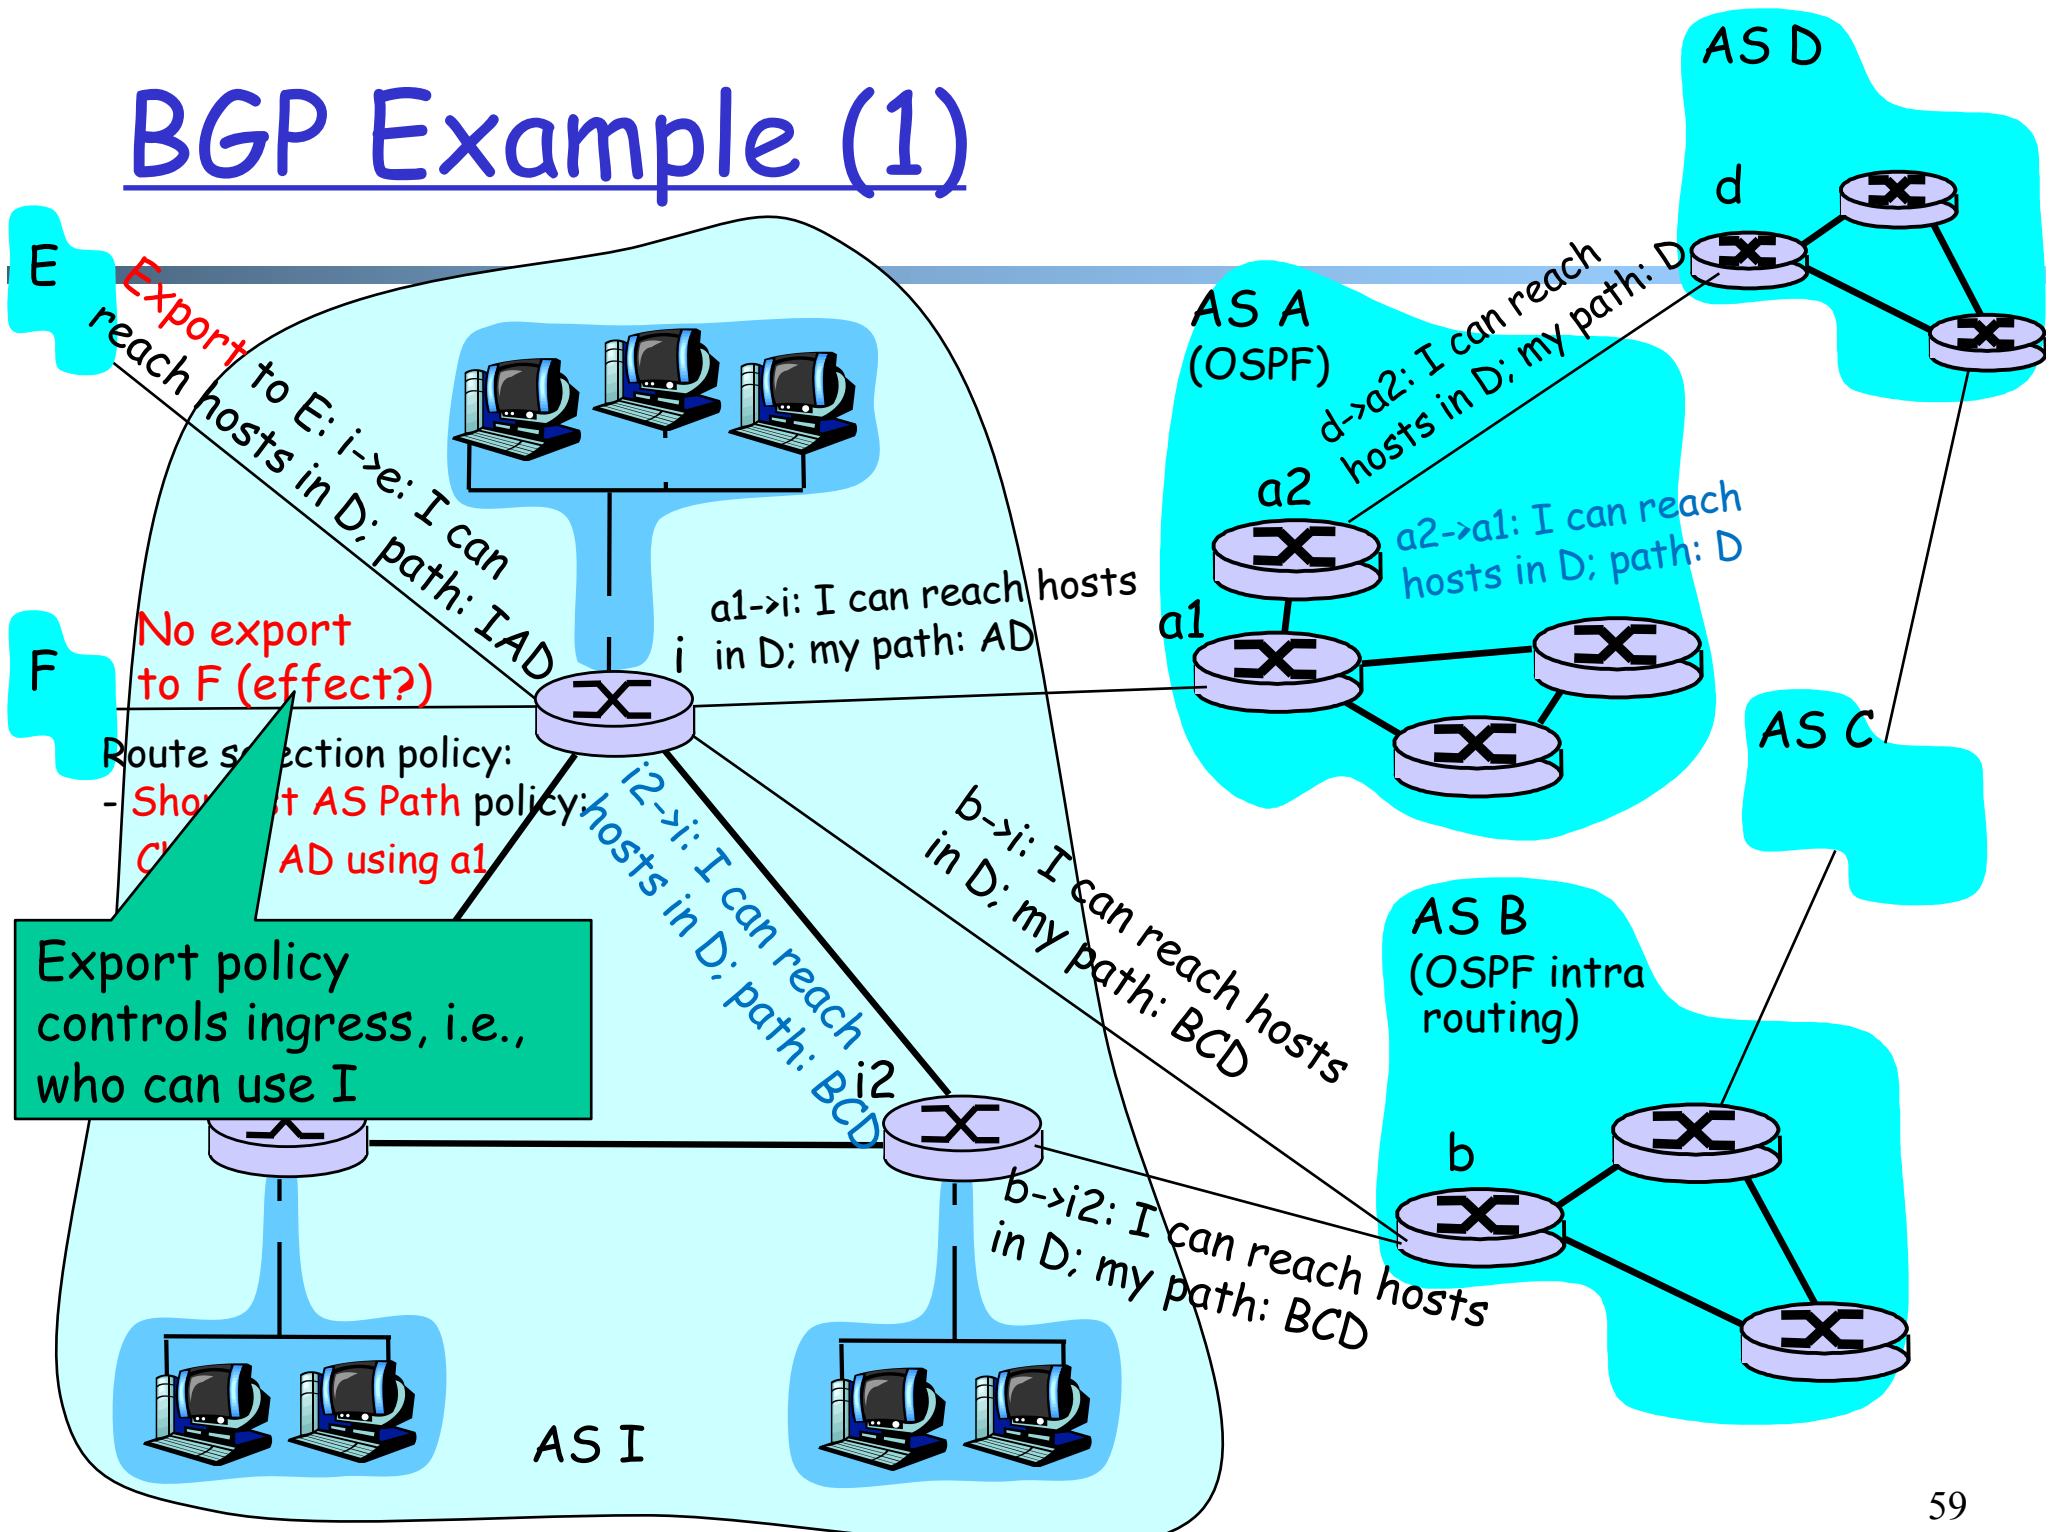 BGP Example (1)
AS D
d
E
Export to E: i->e: I can
reach hosts in D; path: IAD
AS A
(OSPF)
d->a2: I can reach
hosts in D; my path: D
a2
a2->a1: I can reach
hosts in D; path: D
a1->i: I can reach hosts
in D; my path: AD
a1
i
F
No export
to F (effect?)
Route s ction policy:
- Sho st AS Path policy:
AD using a1
i2->i: I can reach
hosts in D; path: BCD
b->i: I can reach hosts
in D; my path: BCD
AS C
AS B
(OSPF intra
routing)
Export policy
controls ingress, i.e.,
who can use I
i2
b
b->i2: I can reach hosts
in D; my path: BCD
AS I
59